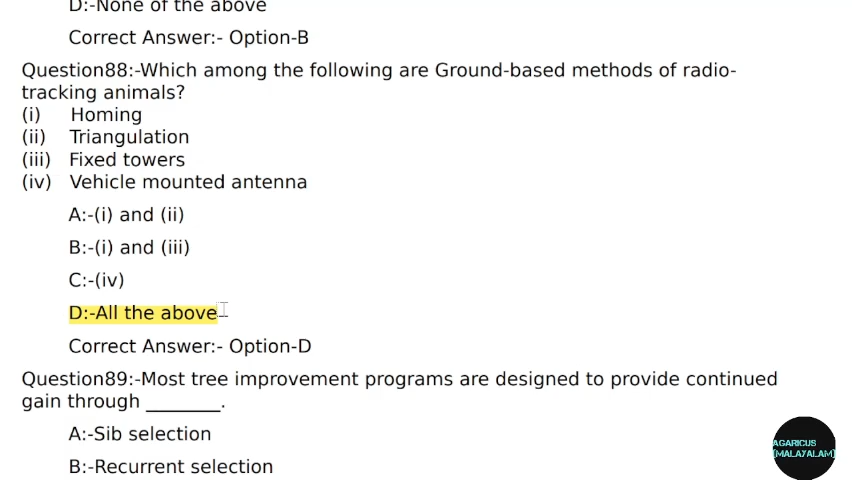 D:-None of the above
Correct Answer:- Option-B
Question88:-Which among the following are Ground-based methods of radio-
tracking animals?
(i) Homing
(ii) Triangulation
(iii) Fixed towers
(iv) Vehicle mounted antenna
A:-(i) and (ii)
B:-(i) and (iii)
C:-(iv)
D:-All the above
Correct Answer:- Option-D
Question89:-Most tree improvement programs are designed to provide continued
gain through ________.
A:-Sib selection
B:-Recurrent selection
AGARICUS
[MALAYALAM]